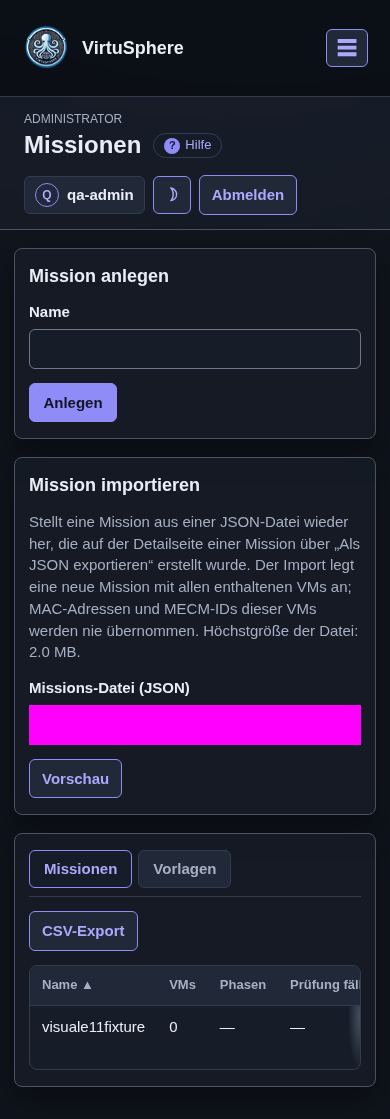 VirtuSphere
☰
ADMINISTRATOR
Missionen
? Hilfe
Q qa-admin
☽
Abmelden
Mission anlegen
Name
Anlegen
Mission importieren
Stellt eine Mission aus einer JSON-Datei wieder
her, die auf der Detailseite einer Mission über „Als
JSON exportieren“ erstellt wurde. Der Import legt
eine neue Mission mit allen enthaltenen VMs an;
MAC-Adressen und MECM-IDs dieser VMs
werden nie übernommen. Höchstgröße der Datei:
2.0 MB.
Missions-Datei (JSON)
Vorschau
Missionen Vorlagen
CSV-Export
Name ▲ VMs Phasen Prüfung
visuale11fixture 0 — —